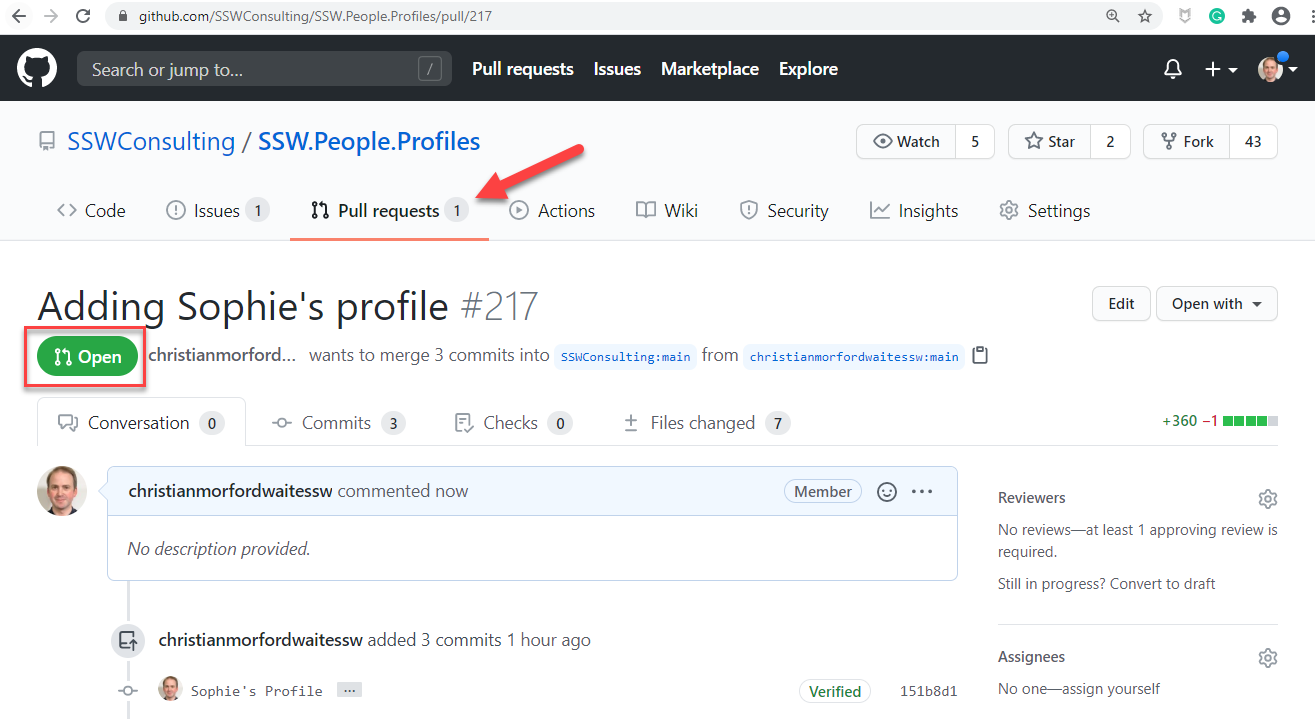 github.com/SSWConsulting/SSW.People.Profiles/pull/217
Search or jump to... / Pull requests Issues Marketplace Explore
SSWConsulting / SSW.People.Profiles Watch 5 Star 2 Fork 43
Code Issues 1 Pull requests 1 Actions Wiki Security Insights Settings
Adding Sophie's profile #217 Edit Open with
Open christianmorford... wants to merge 3 commits into SSWConsulting:main from christianmorfordwaitessw:main
Conversation 0 Commits 3 Checks 0 Files changed 7 +360 −1
christianmorfordwaitessw commented now Member ...
No description provided.
Reviewers
No reviews—at least 1 approving review is
required.
Still in progress? Convert to draft
christianmorfordwaitessw added 3 commits 1 hour ago
Assignees
No one—assign yourself
Sophie's Profile ... Verified 151b8d1